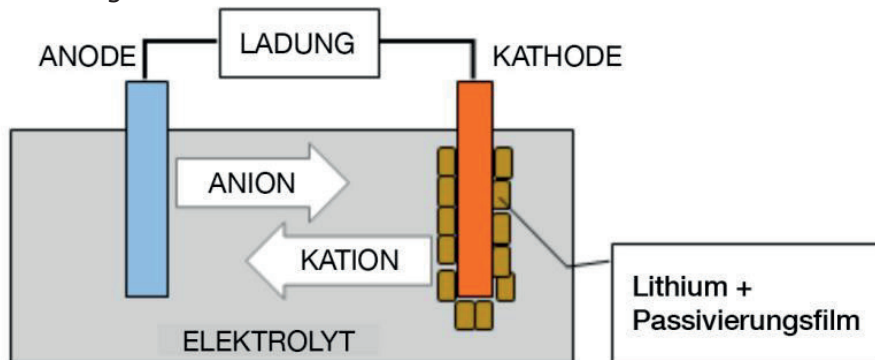 LADUNG
ANODE
KATHODE
ANION
KATION
ELEKTROLYT
Lithium +
Passivierungsfilm